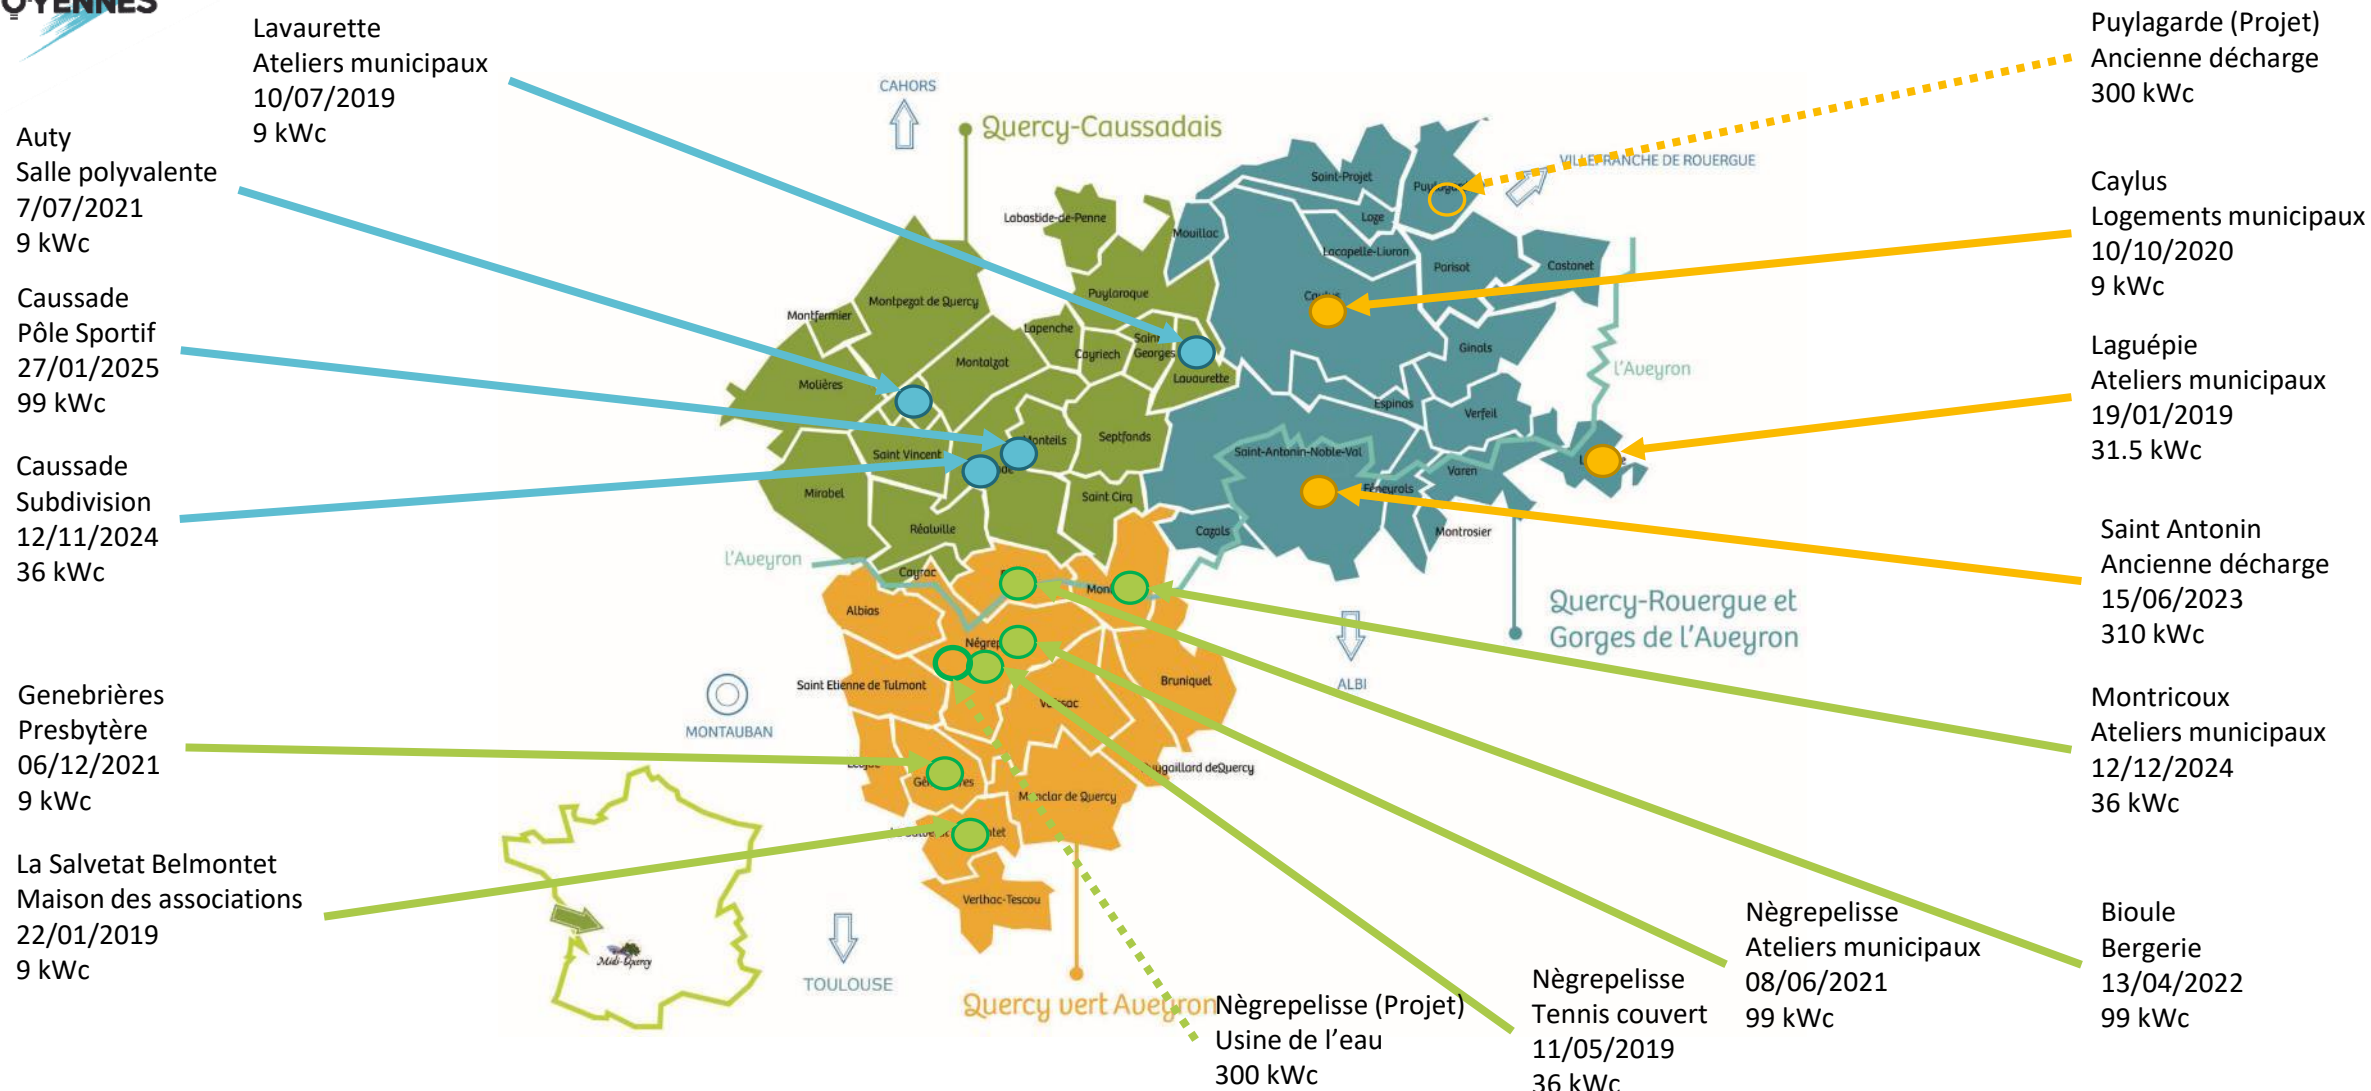 YENNES
Lavaurette
Ateliers municipaux
10/07/2019
9 kWc
Auty
Salle polyvalente
7/07/2021
9 kWc
Caussade
Pôle Sportif
27/01/2025
99 kWc
Caussade
Subdivision
12/11/2024
36 kWc
Genebrières
Presbytère
06/12/2021
9 kWc
La Salvetat Belmontet
Maison des associations
22/01/2019
9 kWc
CAHORS
Quercy-Caussadais
Labastide-de-Penne
Montpezat de Quercy
Puylaroque
Montfermier
Lapenche
Montalzat
Cayriech
Georges
Molières
Lavaurette
Saint Vincent
Monteils
Septfonds
Mirabel
Saint Cirq
Réalville
l'Aveyron
Cayrac
Saint-Projet
VILLEFRANCHE DE ROUERGUE
Loze
Mouillac
Lacapelle-Livron
Parisot
Castanet
Ginals
l'Aveyron
Espinas
Verfeil
Saint-Antonin-Noble-Val
Varen
Féneyrols
Cazals
Montrosier
Quercy-Rouergue et
Gorges de l'Aveyron
ALBI
Albias
Saint Etienne de Tulmont
Bruniquel
MONTAUBAN
Verlhac-Tescou
Midi-Quercy
TOULOUSE
Quercy vert Aveyron
Nègrepelisse (Projet)
Usine de l'eau
300 kWc
Nègrepelisse
Tennis couvert
11/05/2019
36 kWc
Nègrepelisse
Ateliers municipaux
08/06/2021
99 kWc
Puylagarde (Projet)
Ancienne décharge
300 kWc
Caylus
Logements municipaux
10/10/2020
9 kWc
Laguépie
Ateliers municipaux
19/01/2019
31.5 kWc
Saint Antonin
Ancienne décharge
15/06/2023
310 kWc
Montricoux
Ateliers municipaux
12/12/2024
36 kWc
Bioule
Bergerie
13/04/2022
99 kWc